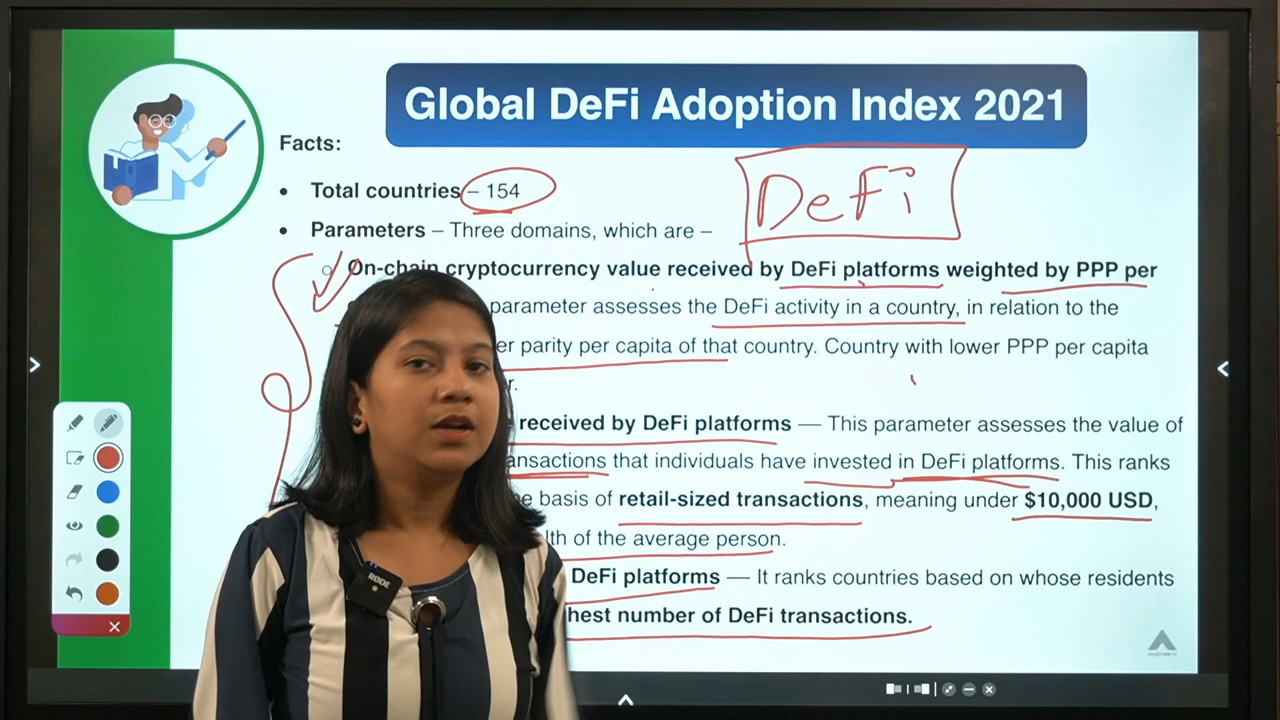 Global DeFi Adoption Index 2021
Facts:
• Total countries – 154
DeFi
• Parameters – Three domains, which are –
On-chain cryptocurrency value received by DeFi platforms weighted by PPP per
parameter assesses the DeFi activity in a country, in relation to the
er parity per capita of that country. Country with lower PPP per capita
r.
received by DeFi platforms — This parameter assesses the value of
ansactions that individuals have invested in DeFi platforms. This ranks
e basis of retail-sized transactions, meaning under $10,000 USD,
lth of the average person.
DeFi platforms — It ranks countries based on whose residents
hest number of DeFi transactions.
RØDE